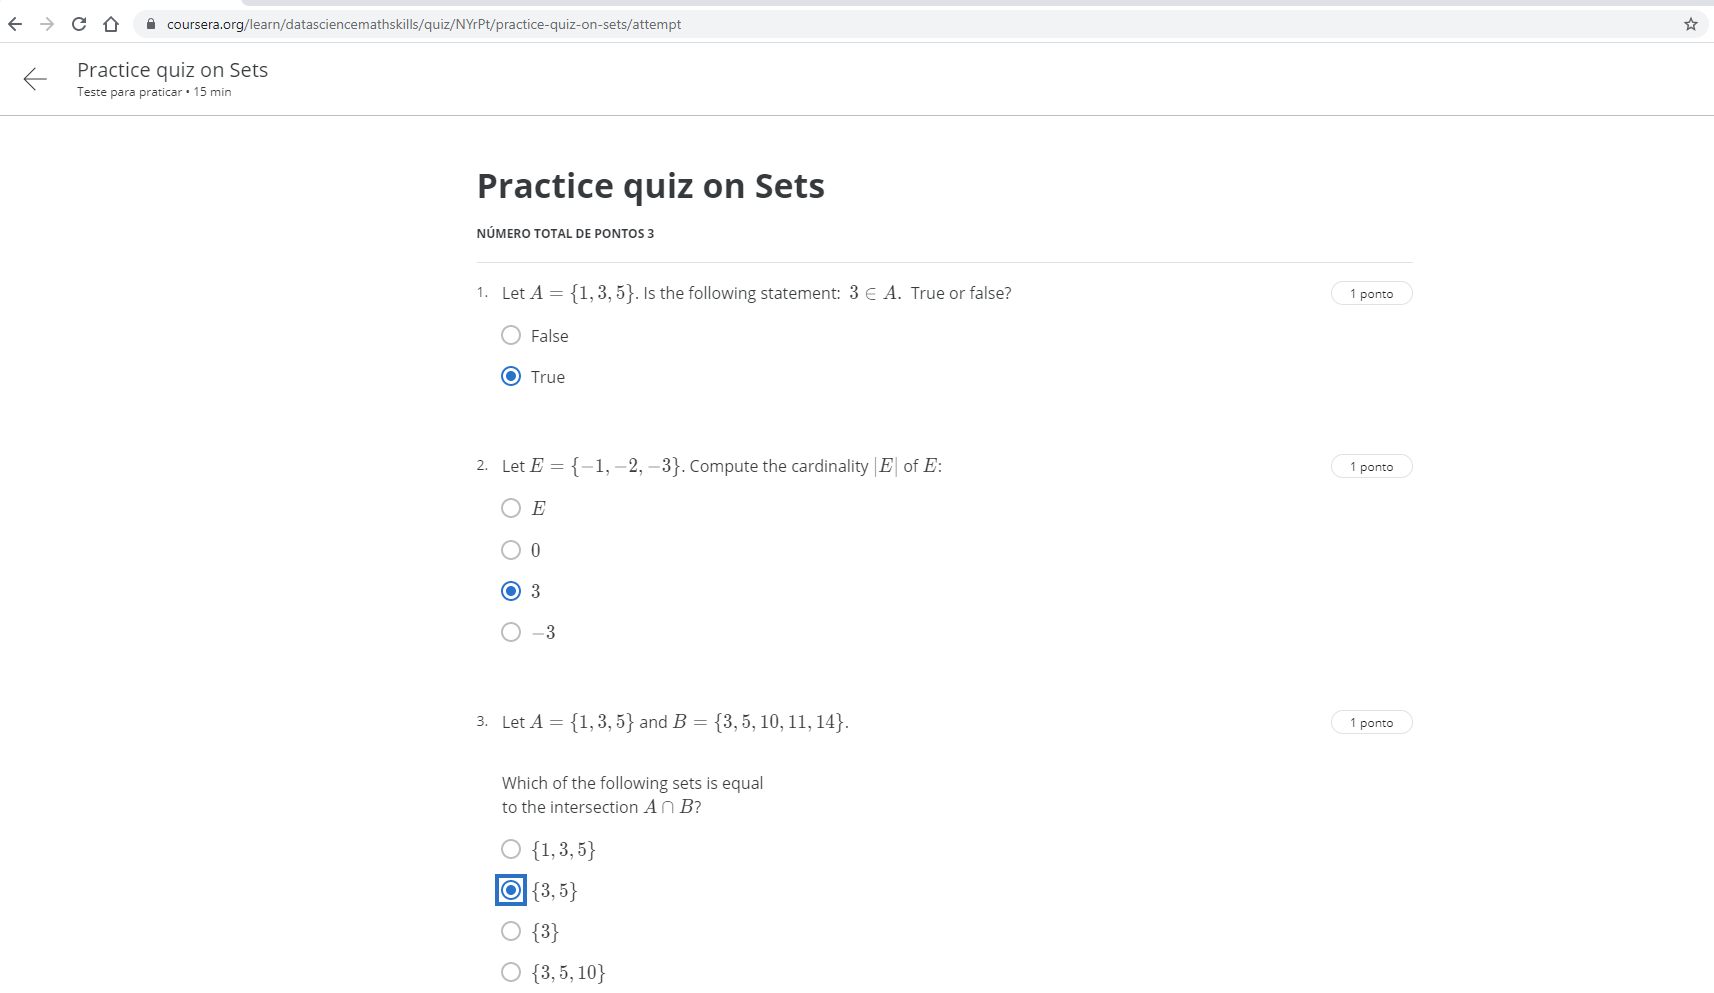 coursera.org/learn/datasciencemathskills/quiz/NYrPt/practice-quiz-on-sets/attempt
Practice quiz on Sets
Teste para praticar • 15 min
Practice quiz on Sets
NÚMERO TOTAL DE PONTOS 3
1. Let A = {1, 3, 5}. Is the following statement: 3 ∈ A. True or false? 1 ponto
False
True
2. Let E = {−1, −2, −3}. Compute the cardinality |E| of E: 1 ponto
E
0
3
−3
3. Let A = {1, 3, 5} and B = {3, 5, 10, 11, 14}. 1 ponto
Which of the following sets is equal
to the intersection A ∩ B?
{1, 3, 5}
{3, 5}
{3}
{3, 5, 10}